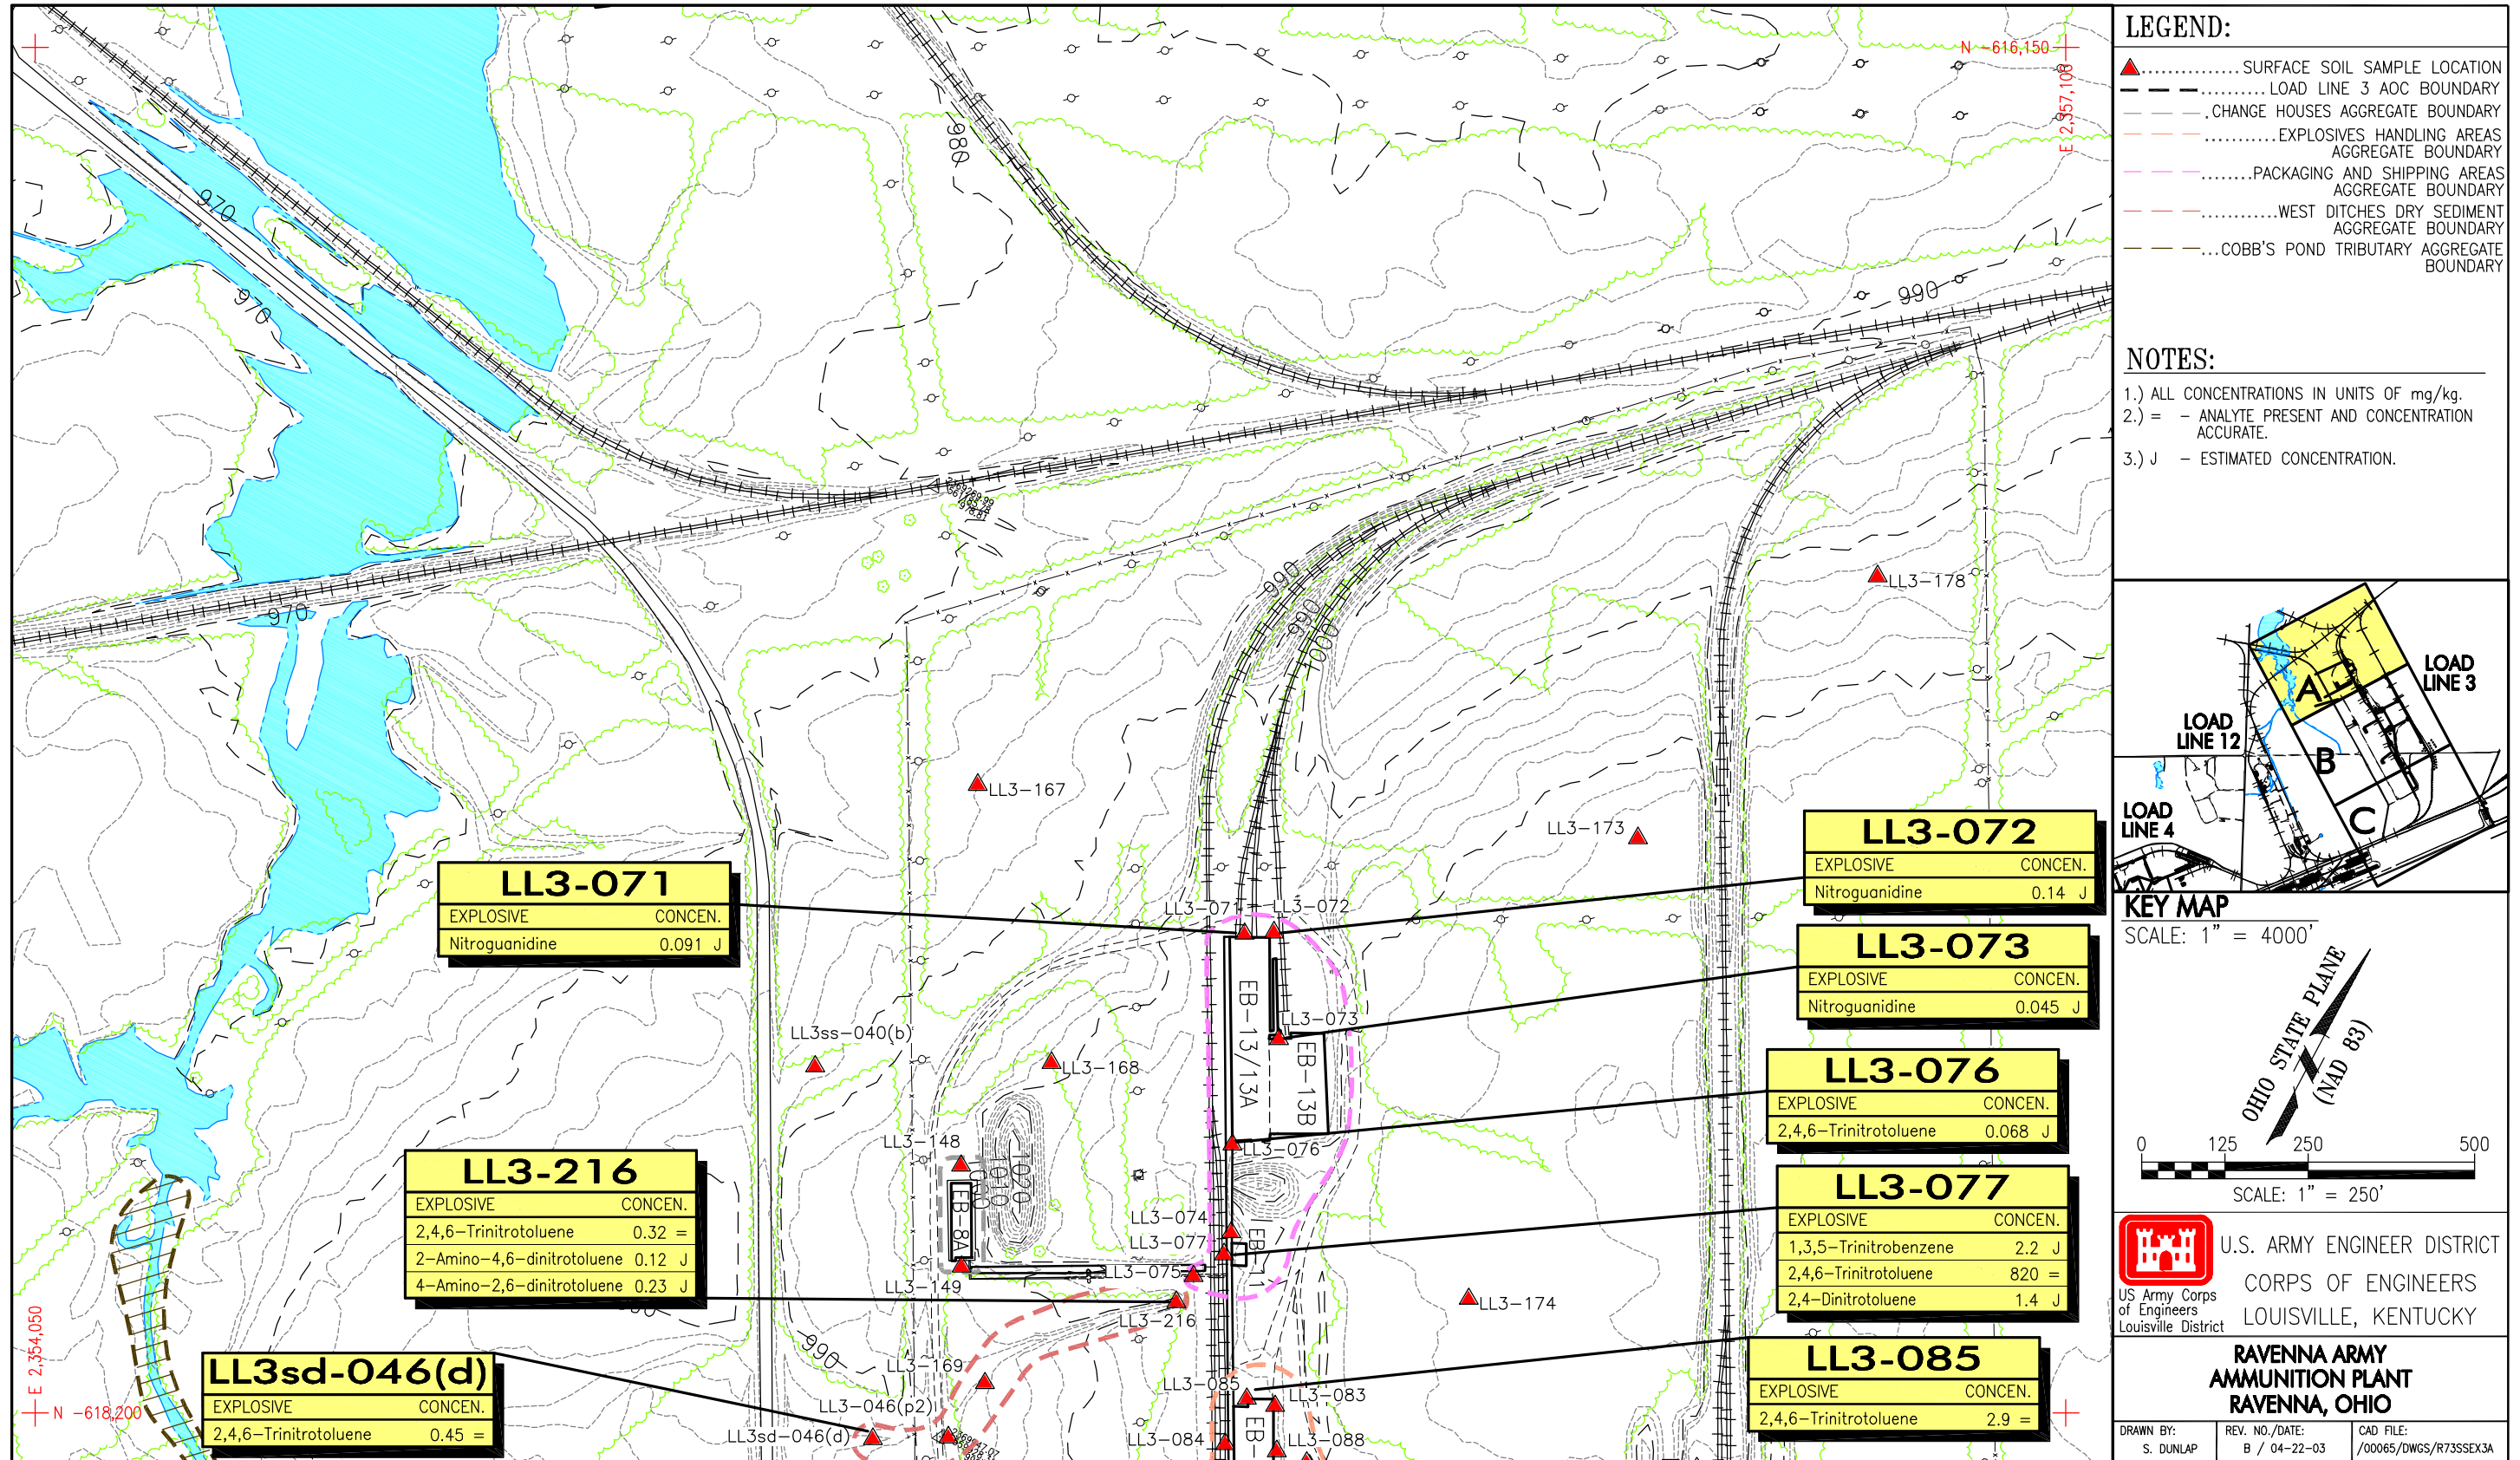 LEGEND:
SURFACE SOIL SAMPLE LOCATION
LOAD LINE 3 AOC BOUNDARY
CHANGE HOUSES AGGREGATE BOUNDARY
EXPLOSIVES HANDLING AREAS
AGGREGATE BOUNDARY
PACKAGING AND SHIPPING AREAS
AGGREGATE BOUNDARY
WEST DITCHES DRY SEDIMENT
AGGREGATE BOUNDARY
COBB'S POND TRIBUTARY AGGREGATE
BOUNDARY
NOTES:
1.) ALL CONCENTRATIONS IN UNITS OF mg/kg.
2.) = - ANALYTE PRESENT AND CONCENTRATION
ACCURATE.
3.) J - ESTIMATED CONCENTRATION.
LOAD
LINE 3
LOAD
LINE 12
LOAD
LINE 4
A
B
C
KEY MAP
SCALE: 1" = 4000'
OHIO STATE PLANE
(NAD 83)
0 125 250 500
SCALE: 1" = 250'
US Army Corps
of Engineers
Louisville District
U.S. ARMY ENGINEER DISTRICT
CORPS OF ENGINEERS
LOUISVILLE, KENTUCKY
RAVENNA ARMY
AMMUNITION PLANT
RAVENNA, OHIO
DRAWN BY:
S. DUNLAP
REV. NO./DATE:
B / 04-22-03
CAD FILE:
/00065/DWGS/R73SSEX3A
N -616,150
E 2,357,100
E 2,354,050
N -618,200
970
970
970
980
990
990
990
1000
990
1010
1020
LL3-178
LL3-167
LL3-173
LL3-071
LL3-072
LL3-073
LL3ss-040(b)
LL3-168
LL3-148
LL3-076
LL3-074
LL3-077
LL3-075
LL3-149
LL3-216
LL3-174
LL3-169
LL3-046(p2)
LL3sd-046(d)
LL3-085
LL3-083
LL3-084
LL3-088
EB-13/13A
EB-13B
EB-8A
EB-11
EB-
LL3-071
EXPLOSIVE CONCEN.
Nitroguanidine 0.091 J
LL3-072
EXPLOSIVE CONCEN.
Nitroguanidine 0.14 J
LL3-073
EXPLOSIVE CONCEN.
Nitroguanidine 0.045 J
LL3-076
EXPLOSIVE CONCEN.
2,4,6-Trinitrotoluene 0.068 J
LL3-077
EXPLOSIVE CONCEN.
1,3,5-Trinitrobenzene 2.2 J
2,4,6-Trinitrotoluene 820 =
2,4-Dinitrotoluene 1.4 J
LL3-085
EXPLOSIVE CONCEN.
2,4,6-Trinitrotoluene 2.9 =
LL3-216
EXPLOSIVE CONCEN.
2,4,6-Trinitrotoluene 0.32 =
2-Amino-4,6-dinitrotoluene 0.12 J
4-Amino-2,6-dinitrotoluene 0.23 J
LL3sd-046(d)
EXPLOSIVE CONCEN.
2,4,6-Trinitrotoluene 0.45 =